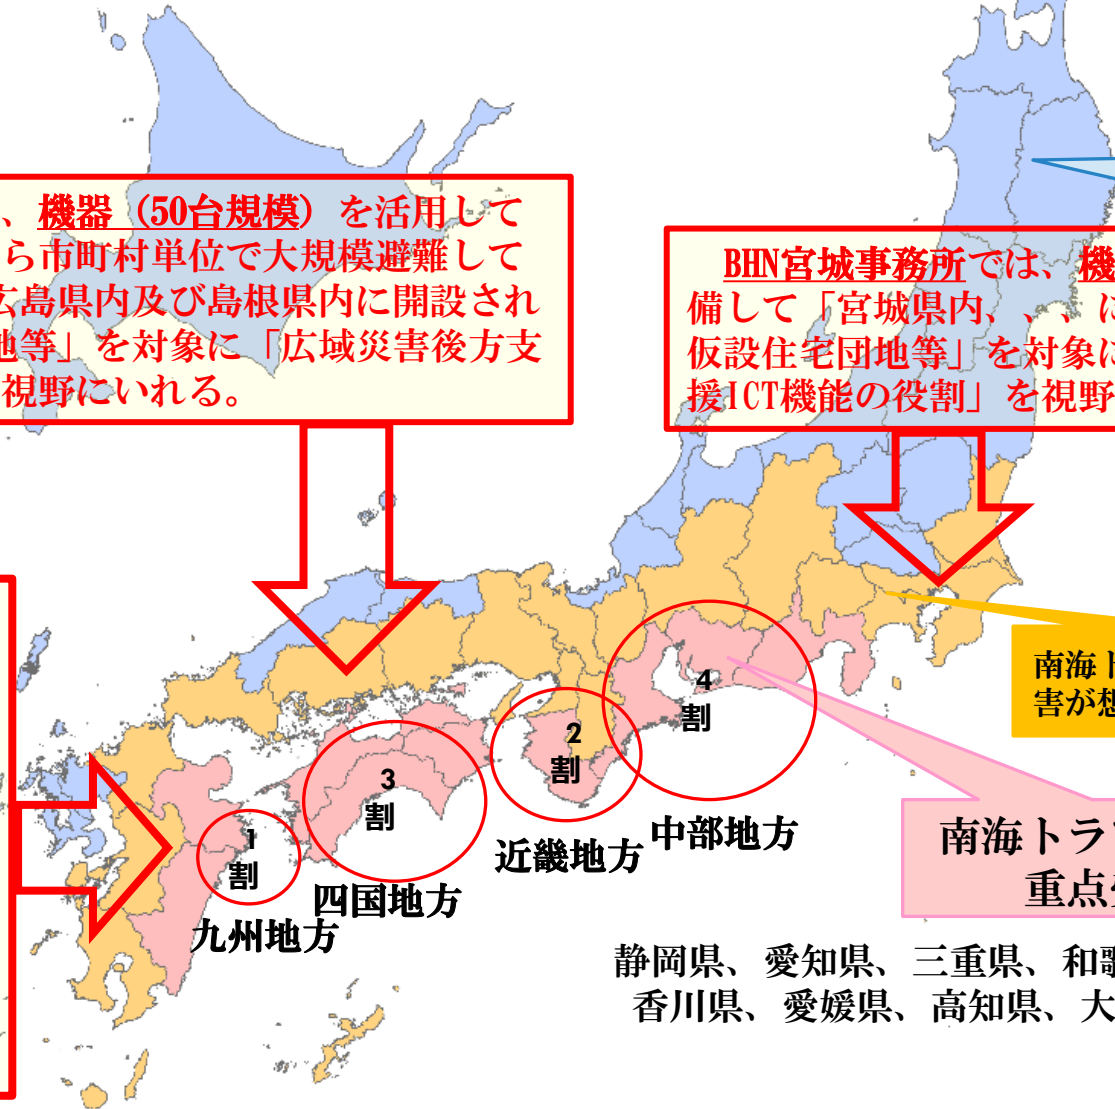 、機器（50台規模）を活用して
ら市町村単位で大規模避難して
広島県内及び島根県内に開設され
地等」を対象に「広域災害後方支
視野にいれる。
BHN宮城事務所では、機
備して「宮城県内、、、に
仮設住宅団地等」を対象に
援ICT機能の役割」を視野
南海ト
害が想
4
割
2
割
3
割
1
割
中部地方
近畿地方
四国地方
九州地方
南海トラ
重点
静岡県、愛知県、三重県、和歌
香川県、愛媛県、高知県、大